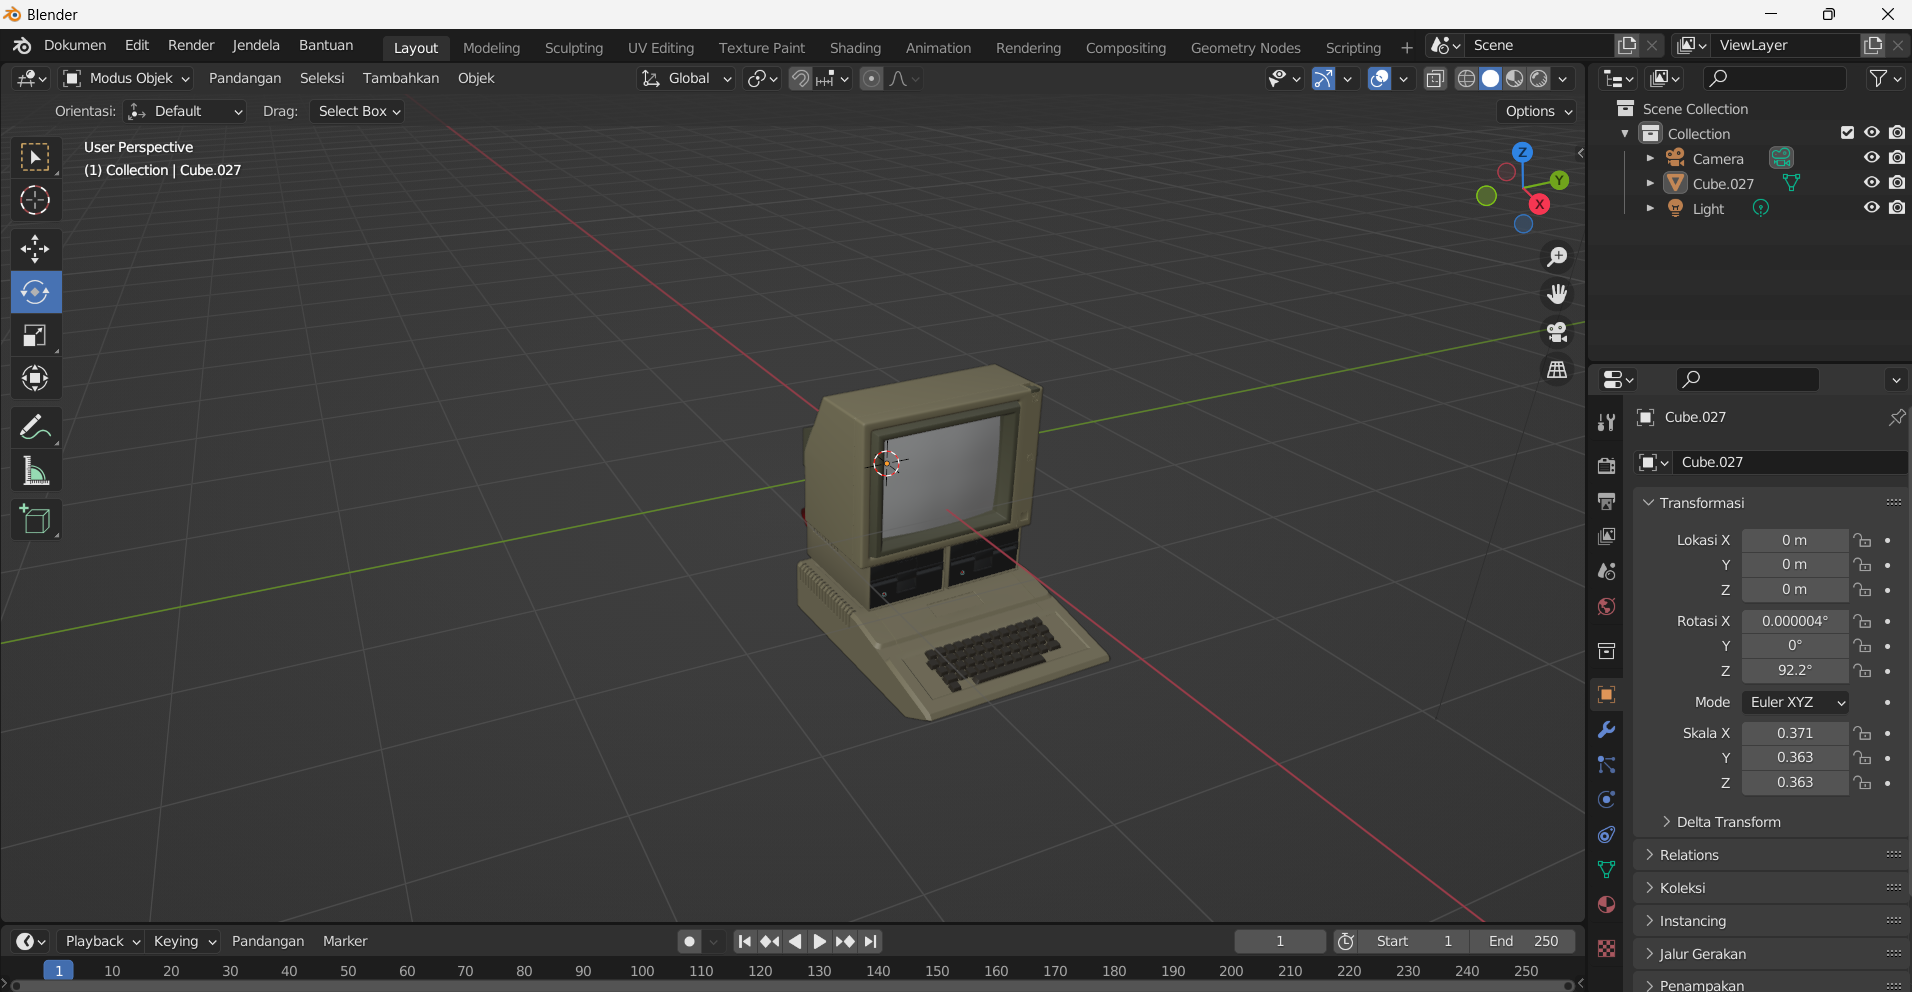 Blender
Dokumen Edit Render Jendela Bantuan Layout Modeling Sculpting UV Editing Texture Paint Shading Animation Rendering Compositing Geometry Nodes Scripting + Scene ViewLayer
Modus Objek Pandangan Seleksi Tambahkan Objek Global
Orientasi: Default Drag: Select Box Options
User Perspective
(1) Collection | Cube.027
Z
Y
X
Scene Collection
Collection
Camera
Cube.027
Light
Cube.027
Cube.027
Transformasi
Lokasi X 0 m
Y 0 m
Z 0 m
Rotasi X 0.000004°
Y 0°
Z 92.2°
Mode Euler XYZ
Skala X 0.371
Y 0.363
Z 0.363
Delta Transform
Relations
Koleksi
Instancing
Jalur Gerakan
Penampakan
Playback Keying Pandangan Marker 1 Start 1 End 250
1 10 20 30 40 50 60 70 80 90 100 110 120 130 140 150 160 170 180 190 200 210 220 230 240 250